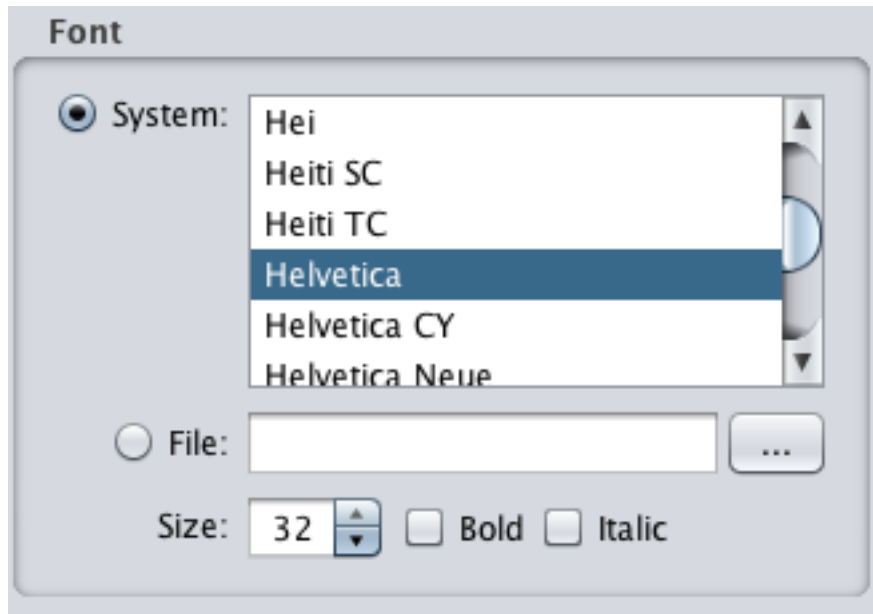 Font
System:
Hei
Heiti SC
Heiti TC
Helvetica
Helvetica CY
Helvetica Neue
File:
...
Size: 32 Bold Italic